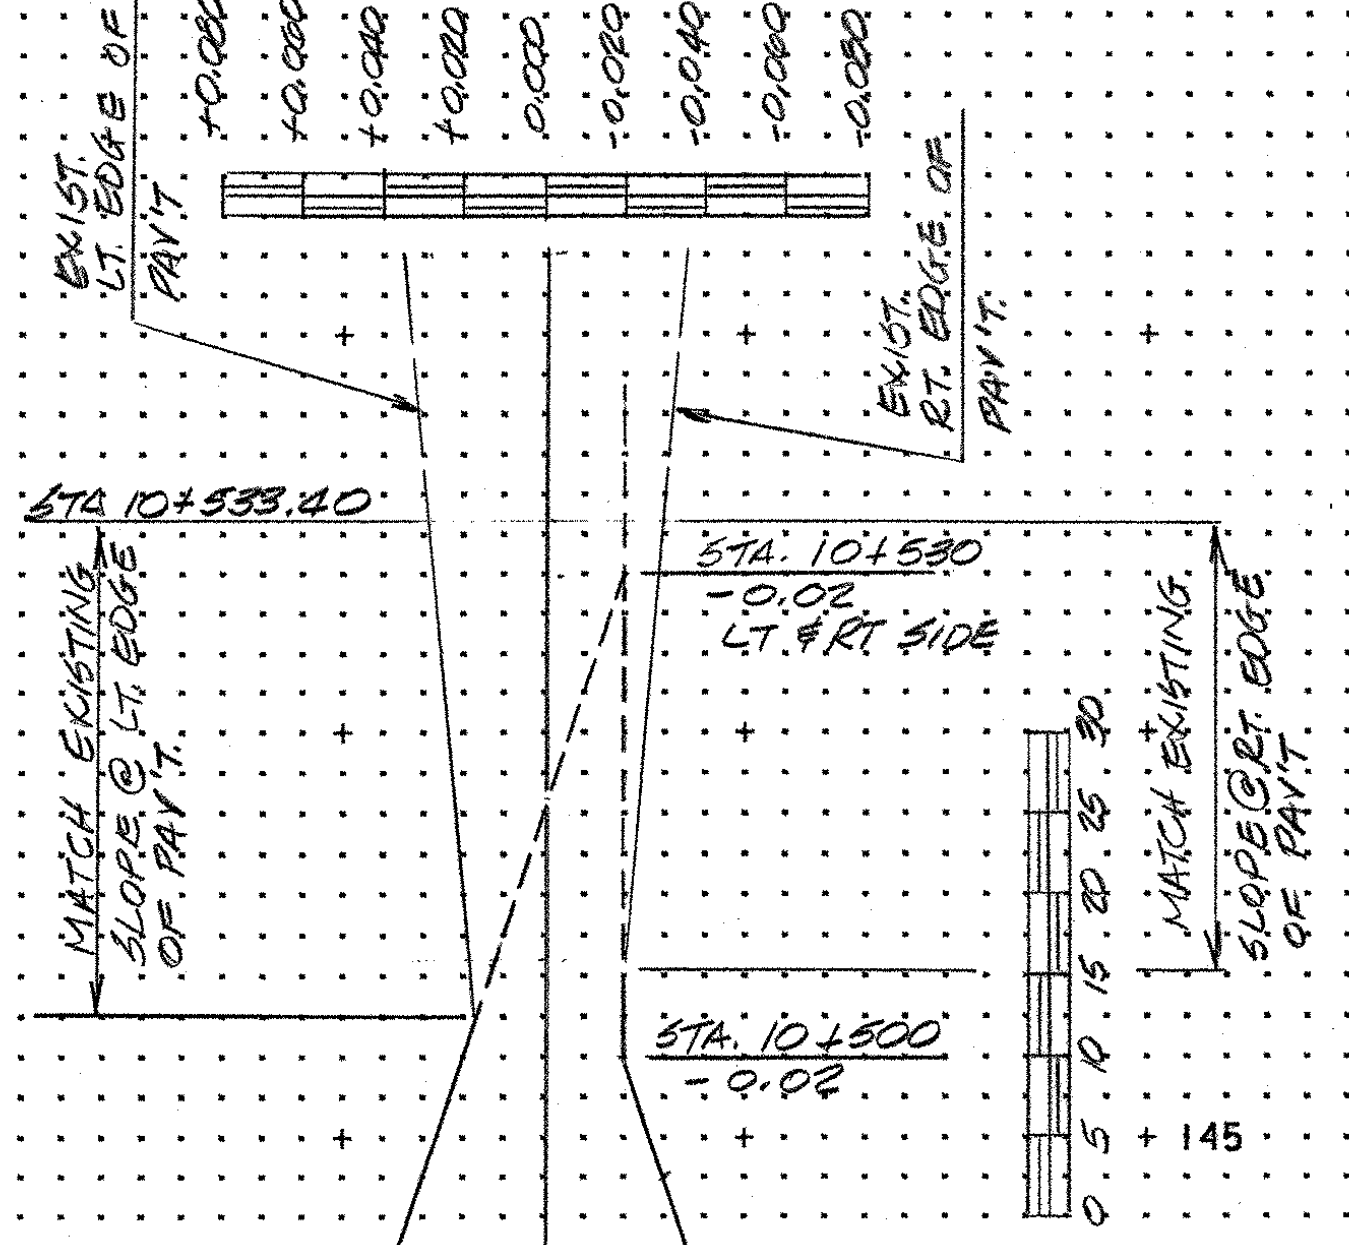 EXIST.
LT. EDGE OF
PAV'T
+0.080
+0.060
+0.040
+0.020
0.000
-0.020
-0.040
-0.060
-0.080
EXIST.
RT. EDGE OF
PAV'T.
STA 10+533.40
MATCH EXISTING
SLOPE @ LT. EDGE
OF PAV'T.
STA. 10+530
-0.02
LT & RT SIDE
STA. 10+500
-0.02
30
25
20
15
10
5
0
MATCH EXISTING
SLOPE @ RT. EDGE
OF PAV'T
145